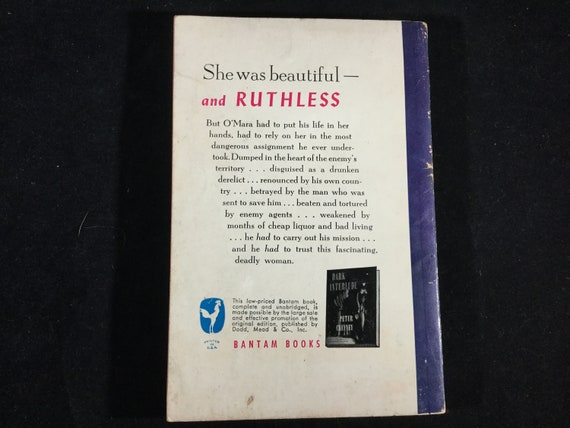 She was beautiful —
and RUTHLESS
But O'Mara had to put his life in her
hands, had to rely on her in the most
dangerous assignment he ever under-
took. Dumped in the heart of the enemy's
territory . . . disguised as a drunken
derelict . . . renounced by his own coun-
try . . . betrayed by the man who was
sent to save him . . . beaten and tortured
by enemy agents . . . weakened by
months of cheap liquor and bad living
. . . he had to carry out his mission . . .
and he had to trust this fascinating,
deadly woman.
This low-priced Bantam book,
complete and unabridged, is
made possible by the large sale
and effective promotion of the
original edition, published by
Dodd, Mead & Co., Inc.
PRINTED
IN
U.S.A.
BANTAM BOOKS
DARK
INTERLUDE
PETER
CHEYNEY